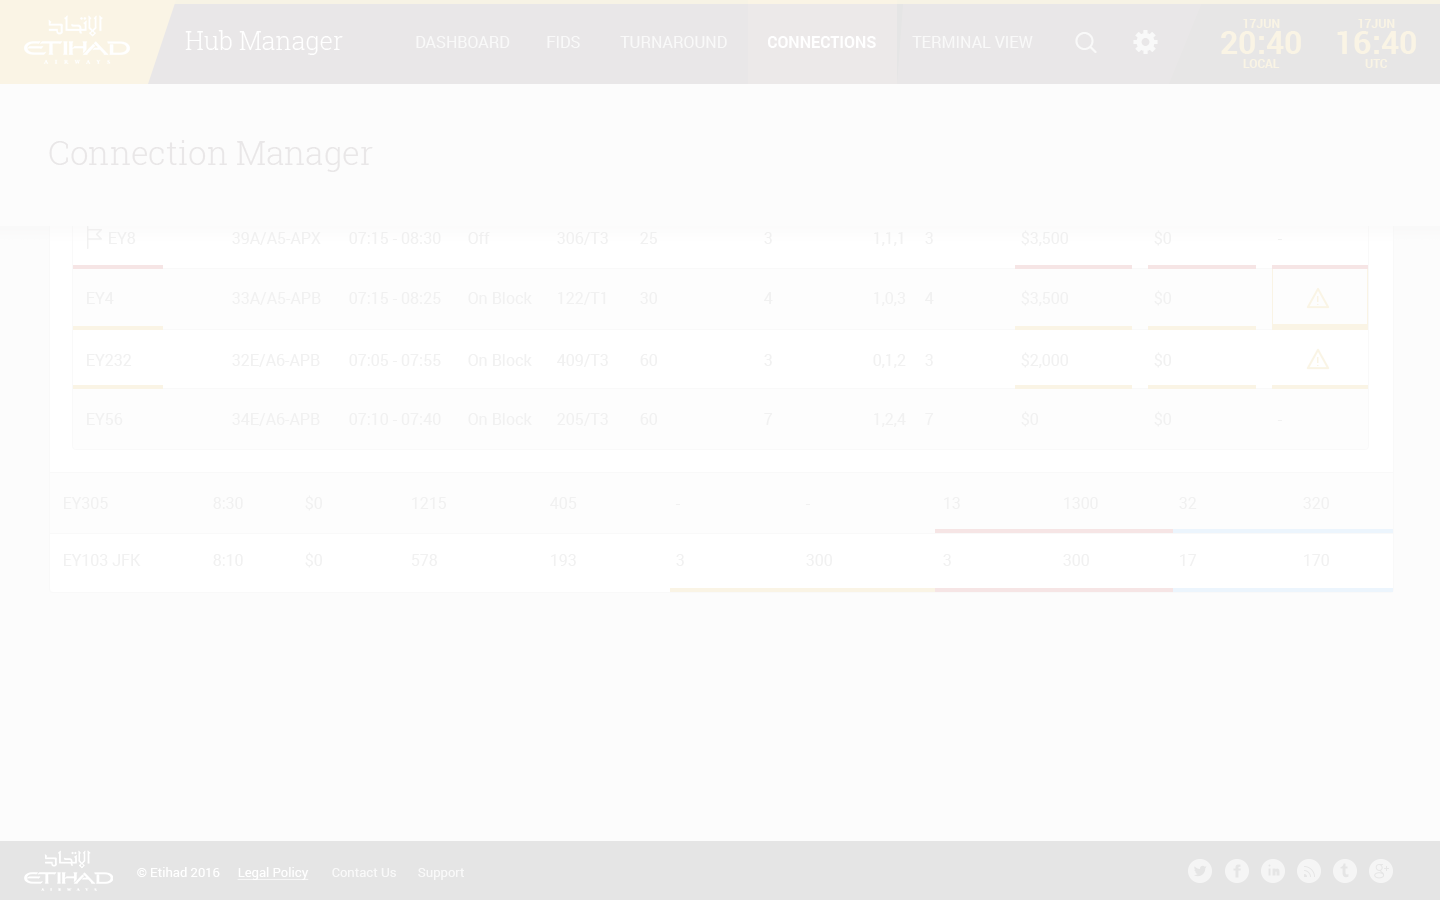 الإتحاد
ETIHAD
AIRWAYS
Hub Manager
DASHBOARD FIDS TURNAROUND CONNECTIONS TERMINAL VIEW
17JUN 17JUN
20:40 16:40
LOCAL UTC
Connection Manager
EY8 39A/A5-APX 07:15 - 08:30 Off 306/T3 25 3 1,1,1 3 $3,500 $0 -
EY4 33A/A5-APB 07:15 - 08:25 On Block 122/T1 30 4 1,0,3 4 $3,500 $0
EY232 32E/A6-APB 07:05 - 07:55 On Block 409/T3 60 3 0,1,2 3 $2,000 $0
EY56 34E/A6-APB 07:10 - 07:40 On Block 205/T3 60 7 1,2,4 7 $0 $0 -
EY305 8:30 $0 1215 405 - - 13 1300 32 320
EY103 JFK 8:10 $0 578 193 3 300 3 300 17 170
الإتحاد
ETIHAD
AIRWAYS
© Etihad 2016 Legal Policy Contact Us Support